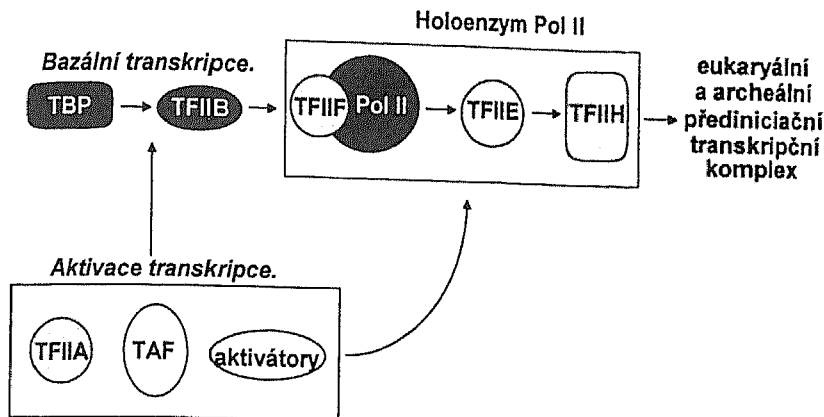 Holoenzym Pol II
Bazální transkripce.
TBP
TFIIB
TFIIF
Pol II
TFIIE
TFIIH
eukaryální
a archeální
přediniciační
transkripční
komplex
Aktivace transkripce.
TFIIA
TAF
aktivátory